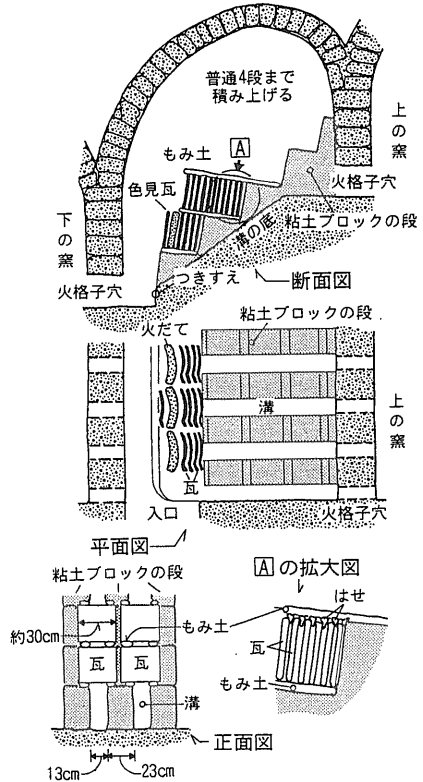 普通4段まで
積み上げる
上の窯
もみ土
A
色見瓦
火格子穴
粘土ブロックの段
溝の底
下の窯
つきすえ
断面図
火格子穴
火だて
粘土ブロックの段
溝
上の窯
瓦
入口
火格子穴
平面図
粘土ブロックの段
Aの拡大図
はせ
約30cm
もみ土
瓦
瓦
瓦
もみ土
溝
正面図
13cm
23cm